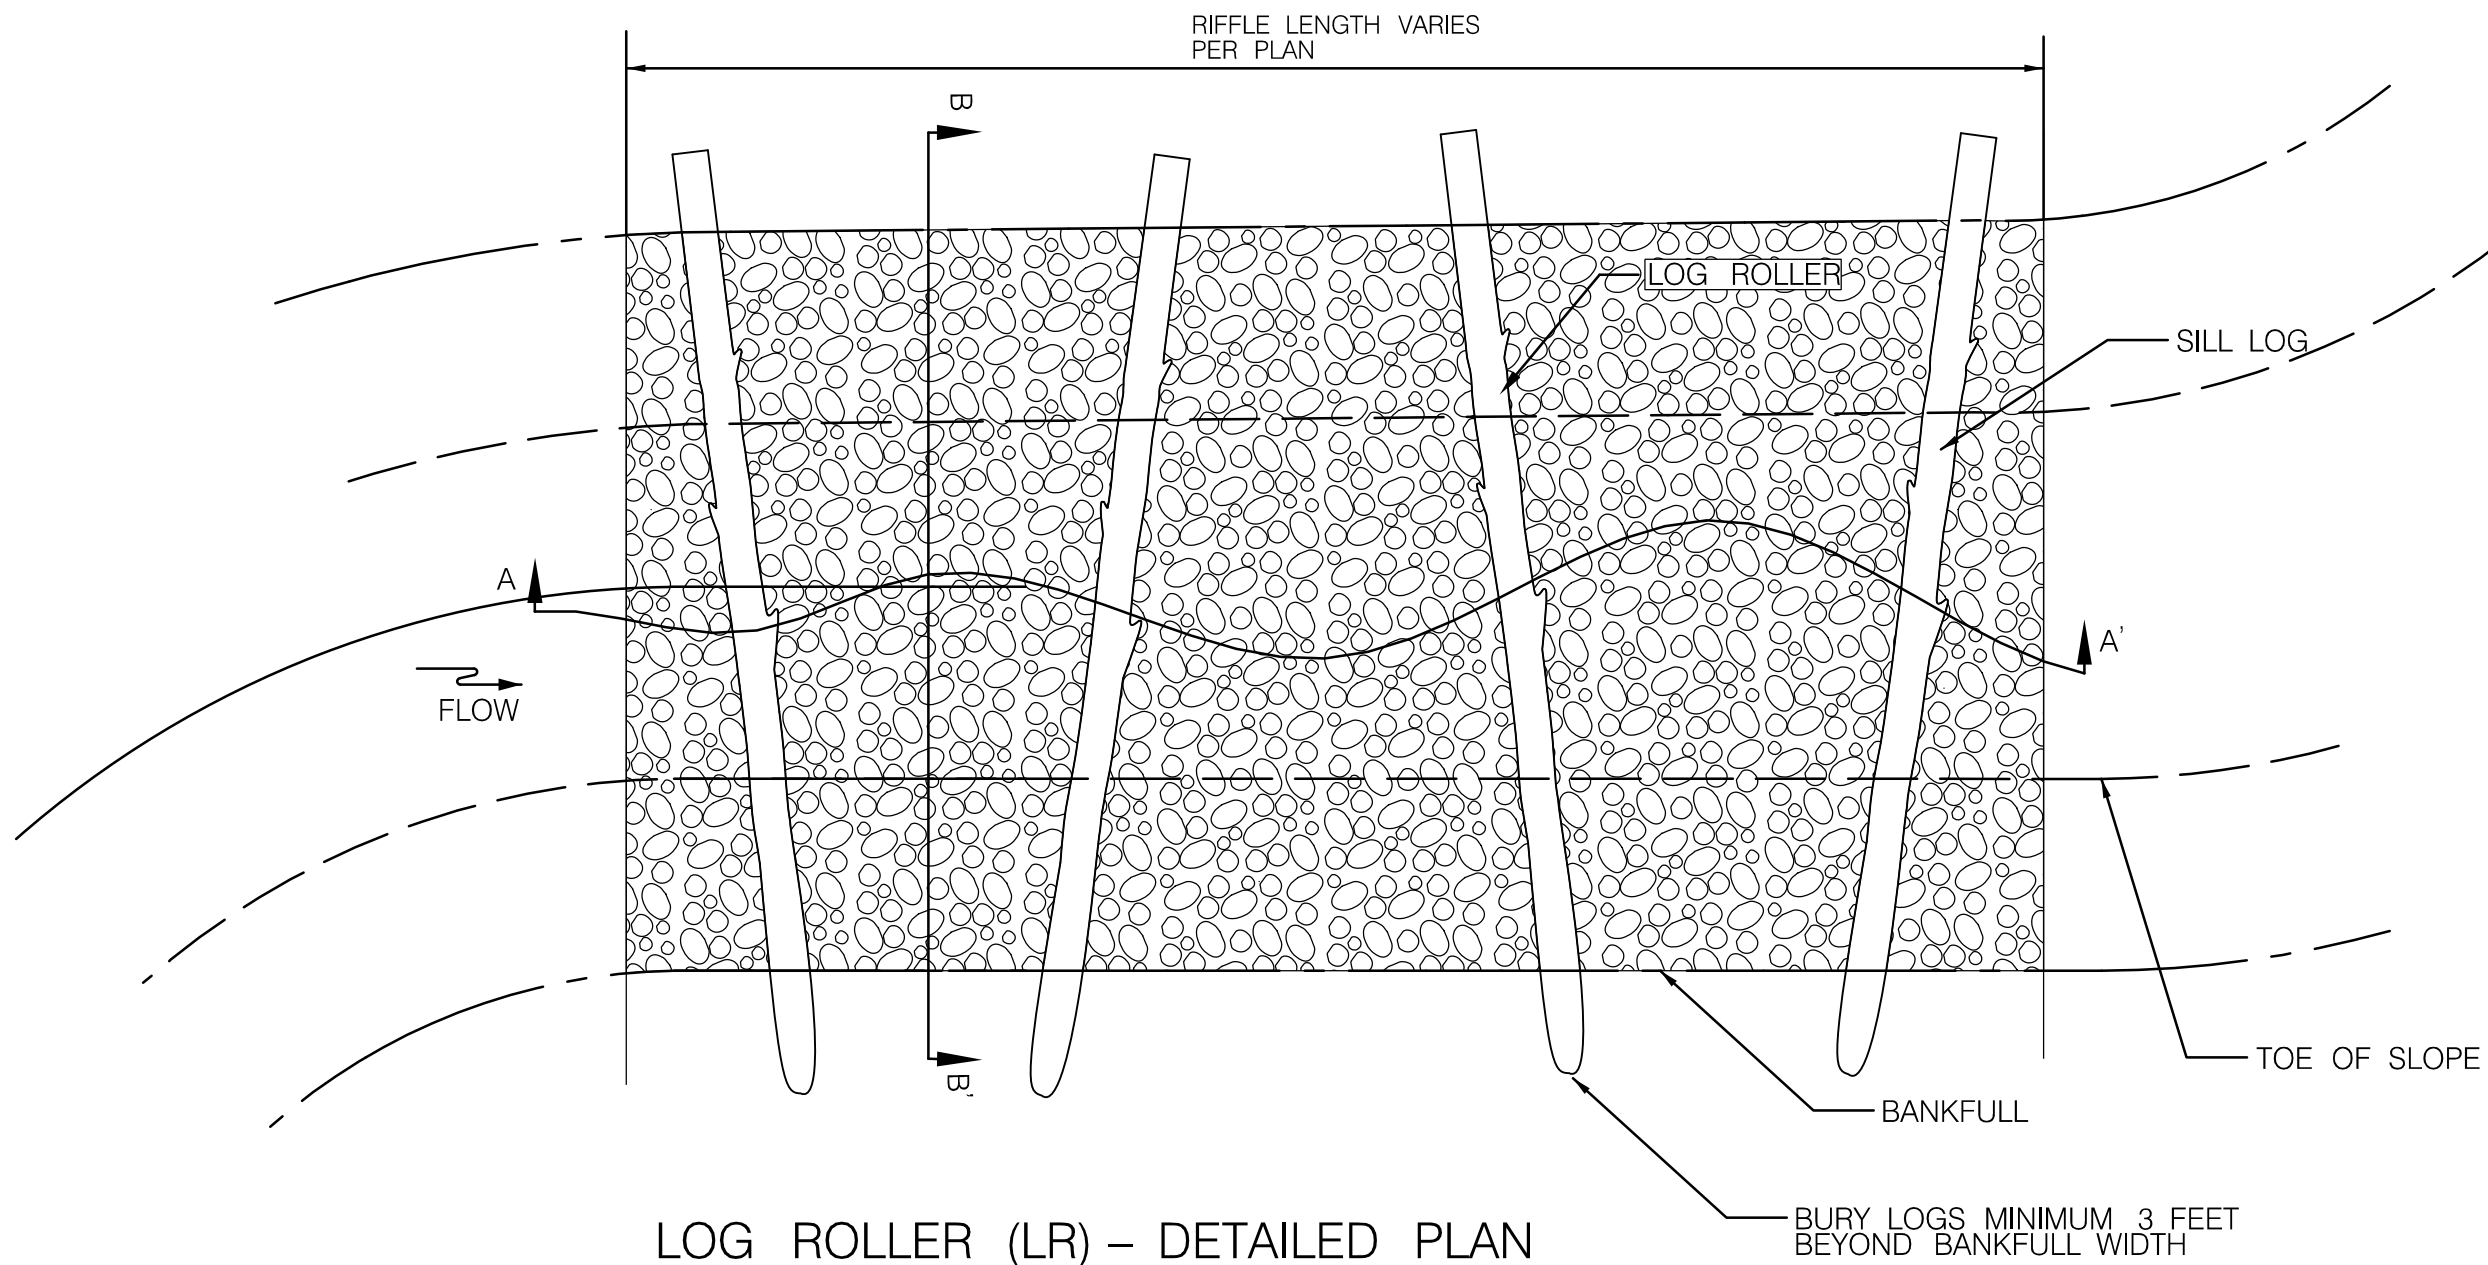 RIFFLE LENGTH VARIES
PER PLAN
B
LOG ROLLER
SILL LOG
A
A'
FLOW
TOE OF SLOPE
B'
BANKFULL
BURY LOGS MINIMUM 3 FEET
BEYOND BANKFULL WIDTH
LOG ROLLER (LR) – DETAILED PLAN